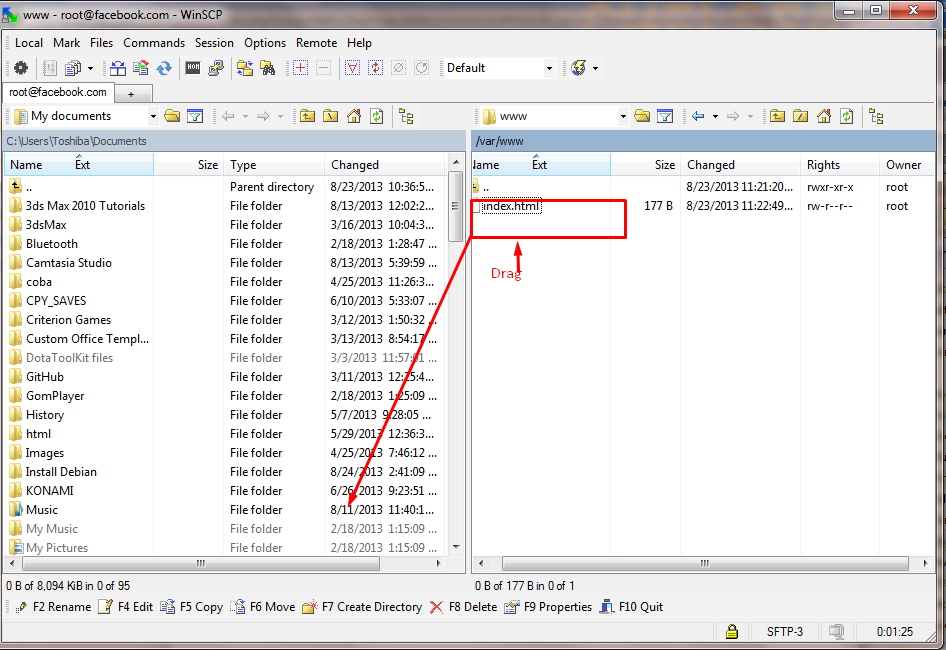 www - root@facebook.com - WinSCP
Local Mark Files Commands Session Options Remote Help
Default
root@facebook.com +
My documents www
C:\Users\Toshiba\Documents /var/www
Name Ext Size Type Changed
.. Parent directory 8/23/2013 10:36:5...
3ds Max 2010 Tutorials File folder 8/13/2013 12:02:2...
3dsMax File folder 3/16/2013 10:04:3...
Bluetooth File folder 2/18/2013 1:28:47 ...
Camtasia Studio File folder 8/13/2013 5:39:59 ...
coba File folder 4/25/2013 11:26:3...
CPY_SAVES File folder 6/10/2013 5:33:07 ...
Criterion Games File folder 3/12/2013 1:50:32 ...
Custom Office Templ... File folder 3/13/2013 8:54:17 ...
DotaToolKit files File folder 3/3/2013 11:57:01 ...
GitHub File folder 3/11/2013 12:25:4...
GomPlayer File folder 2/18/2013 1:25:09 ...
History File folder 5/7/2013 9:28:05 ...
html File folder 5/29/2013 12:36:3...
Images File folder 4/25/2013 7:46:12 ...
Install Debian File folder 8/24/2013 2:41:09 ...
KONAMI File folder 6/26/2013 9:23:51 ...
Music File folder 8/11/2013 11:40:1...
My Music File folder 2/18/2013 1:15:09 ...
My Pictures File folder 2/18/2013 1:15:09 ...
Name Ext Size Changed Rights Owner
.. 8/23/2013 11:21:20... rwxr-xr-x root
index.html 177 B 8/23/2013 11:22:49... rw-r--r-- root
Drag
0 B of 8,094 KiB in 0 of 95 0 B of 177 B in 0 of 1
F2 Rename F4 Edit F5 Copy F6 Move F7 Create Directory F8 Delete F9 Properties F10 Quit
SFTP-3 0:01:25